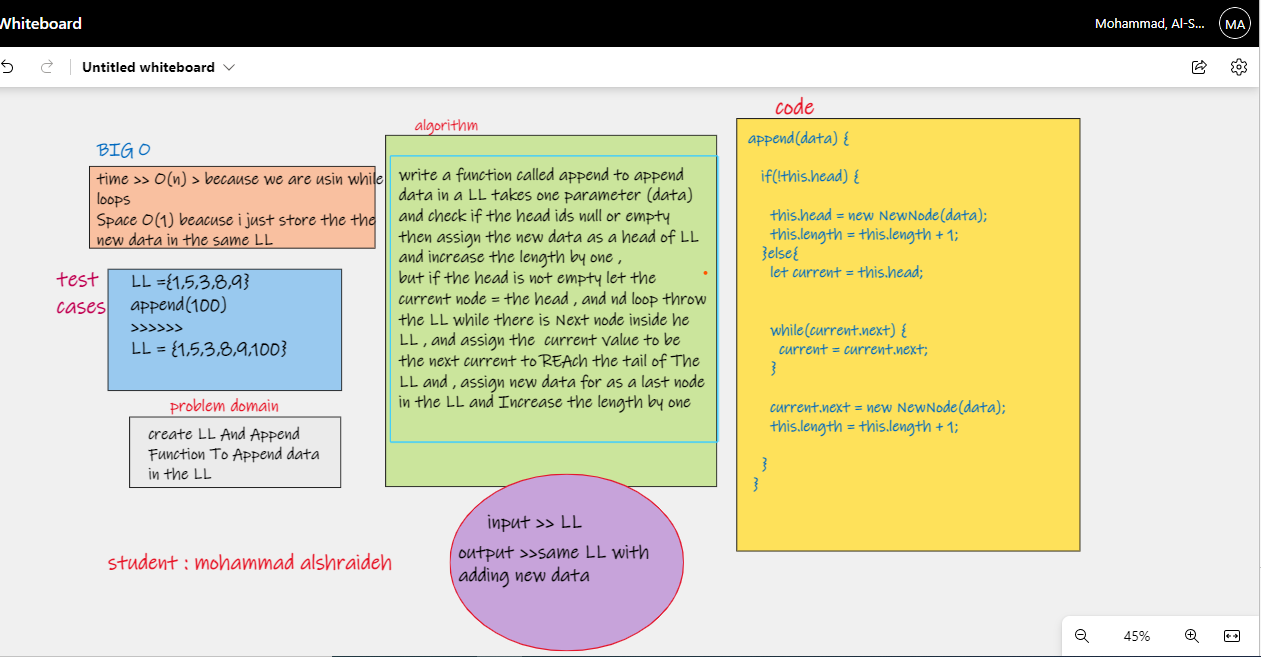 Whiteboard
Mohammad, Al-S...
MA
Untitled whiteboard
BIG O
time >> O(n) > because we are usin while
loops
Space O(1) beacuse i just store the the
new data in the same LL
test
cases
LL ={1,5,3,8,9}
append(100)
>>>>>>
LL = {1,5,3,8,9,100}
problem domain
create LL And Append
Function To Append data
in the LL
student : mohammad alshraideh
algorithm
write a function called append to append
data in a LL takes one parameter (data)
and check if the head ids null or empty
then assign the new data as a head of LL
and increase the length by one ,
but if the head is not empty let the
current node = the head , and nd loop throw
the LL while there is Next node inside he
LL , and assign the current value to be
the next current to REAch the tail of The
LL and , assign new data for as a last node
in the LL and Increase the length by one
input >> LL
output >>same LL with
adding new data
code
append(data) {
if(!this.head) {
this.head = new NewNode(data);
this.length = this.length + 1;
}else{
let current = this.head;
while(current.next) {
current = current.next;
}
current.next = new NewNode(data);
this.length = this.length + 1;
}
}
45%